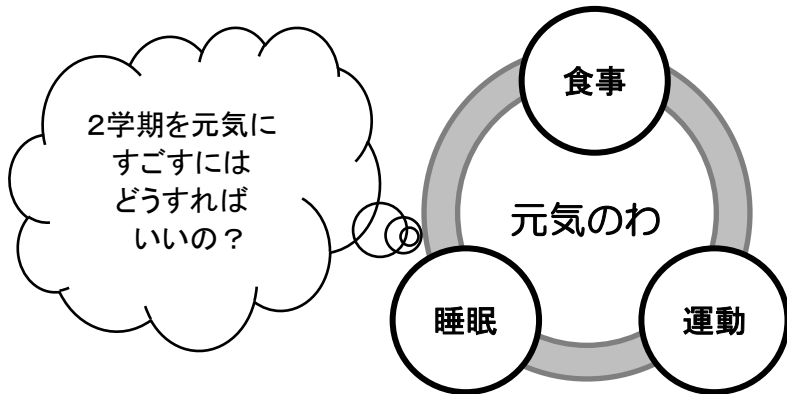 2学期を元気に
すごすには
どうすれば
いいの？
食事
元気のわ
睡眠
運動